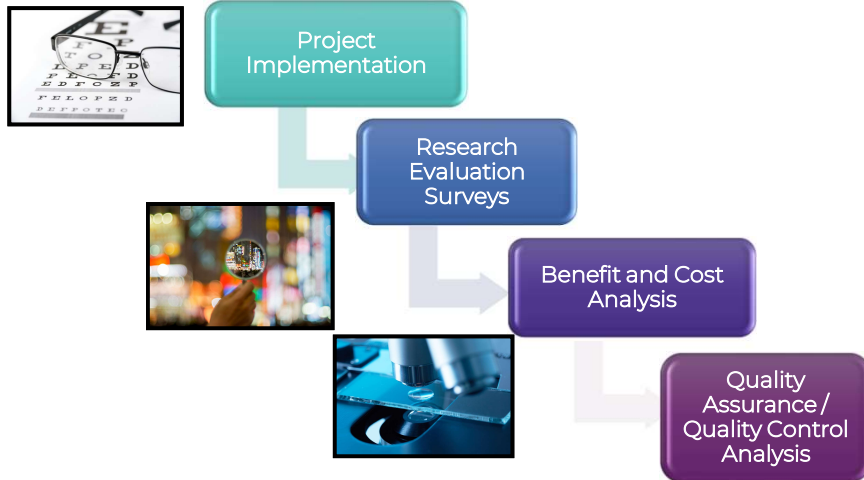 Project
Implementation
Research
Evaluation
Surveys
Benefit and Cost
Analysis
Quality
Assurance /
Quality Control
Analysis
E
F E L O P Z D
D E F P O T E C